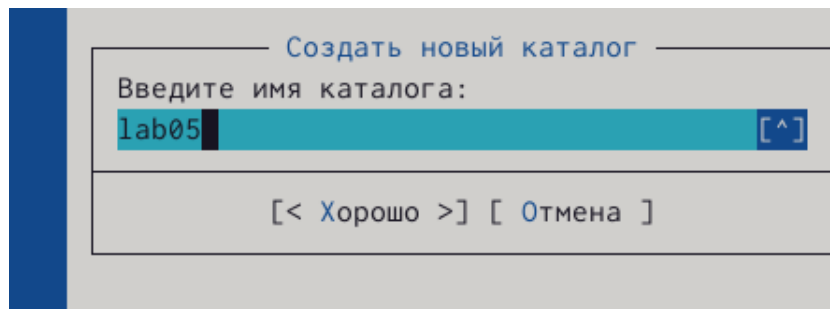 Создать новый каталог
Введите имя каталога:
lab05 [^]
[< Хорошо >] [ Отмена ]